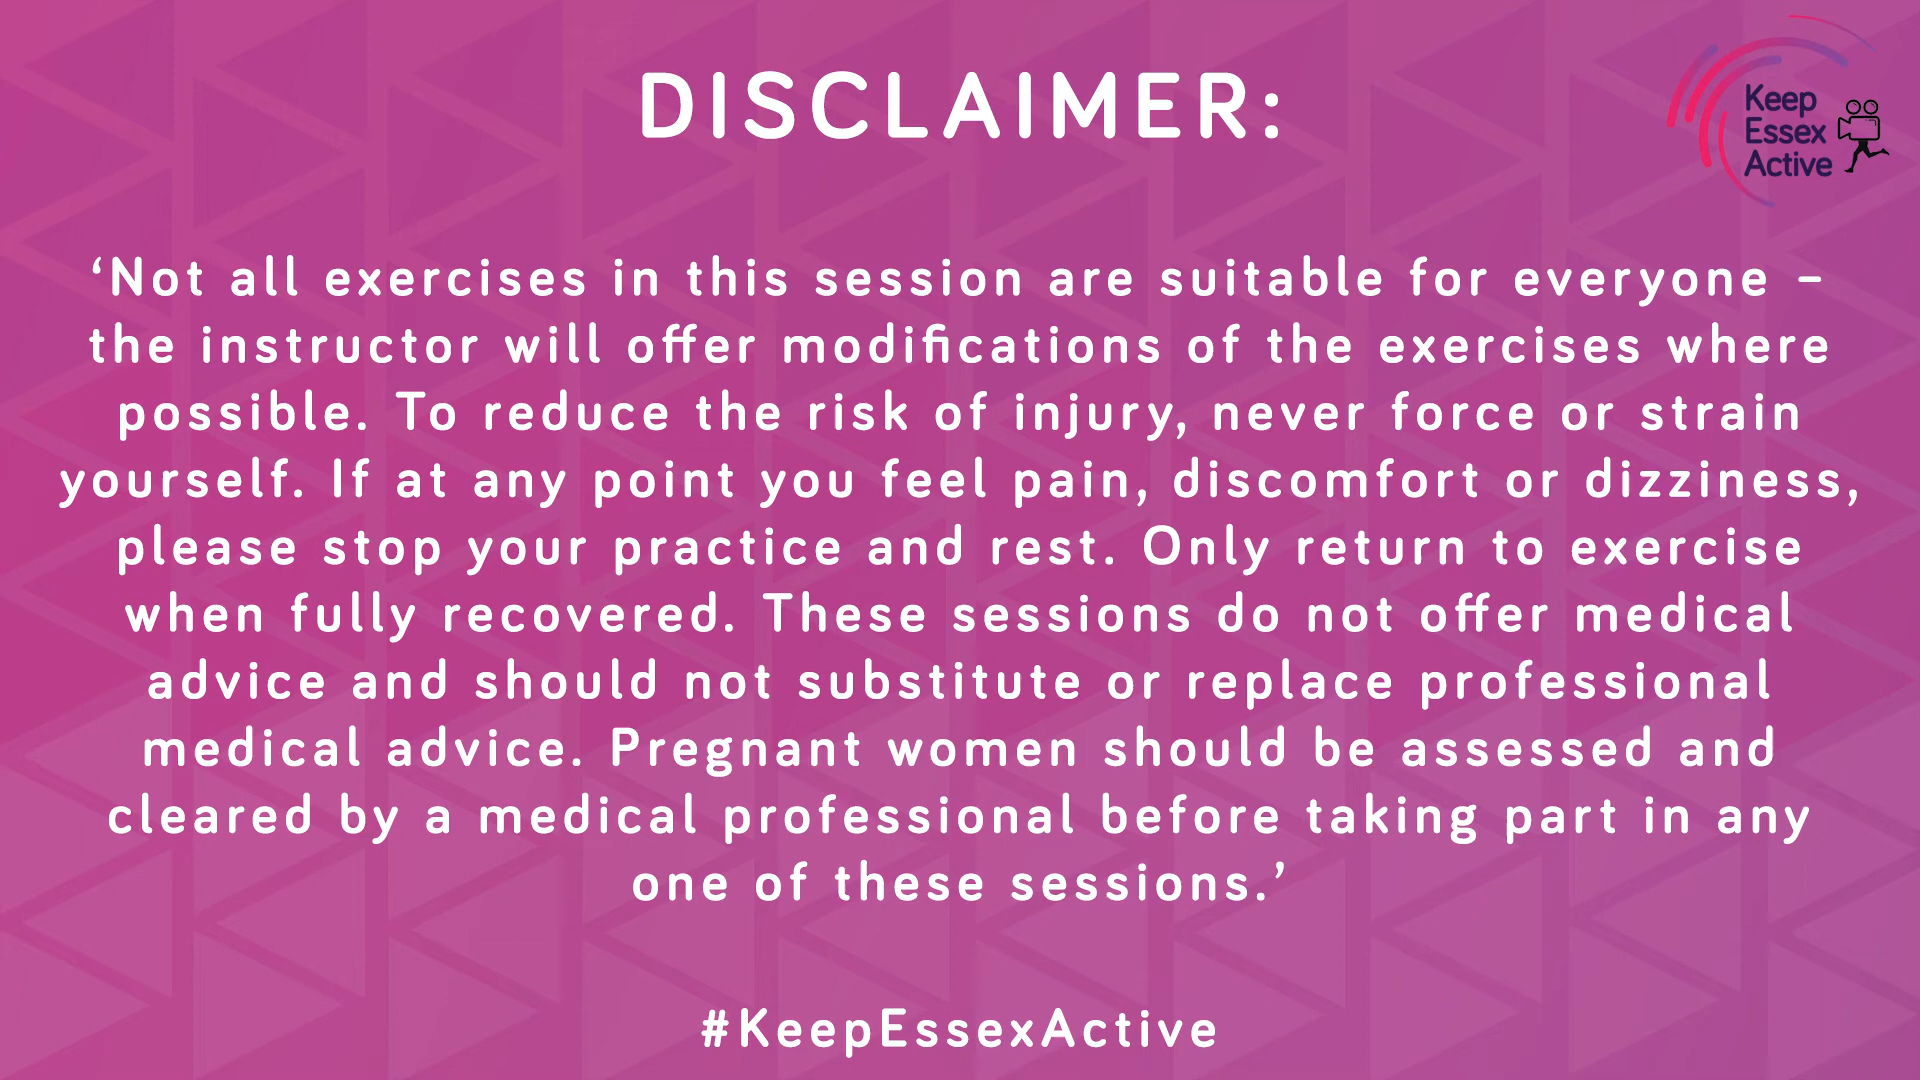 DISCLAIMER:
Keep
Essex
Active
‘Not all exercises in this session are suitable for everyone –
the instructor will offer modifications of the exercises where
possible. To reduce the risk of injury, never force or strain
yourself. If at any point you feel pain, discomfort or dizziness,
please stop your practice and rest. Only return to exercise
when fully recovered. These sessions do not offer medical
advice and should not substitute or replace professional
medical advice. Pregnant women should be assessed and
cleared by a medical professional before taking part in any
one of these sessions.’
#KeepEssexActive